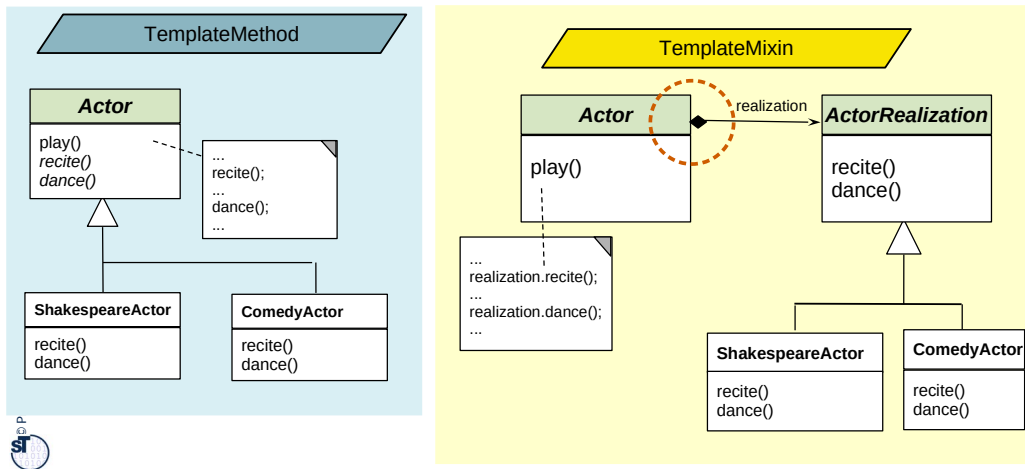 TemplateMethod
Actor
play()
recite()
dance()
...
recite();
...
dance();
...
ShakespeareActor
recite()
dance()
ComedyActor
recite()
dance()
© P
ST
TemplateMixin
Actor
play()
realization
ActorRealization
recite()
dance()
...
realization.recite();
...
realization.dance();
...
ShakespeareActor
recite()
dance()
ComedyActor
recite()
dance()